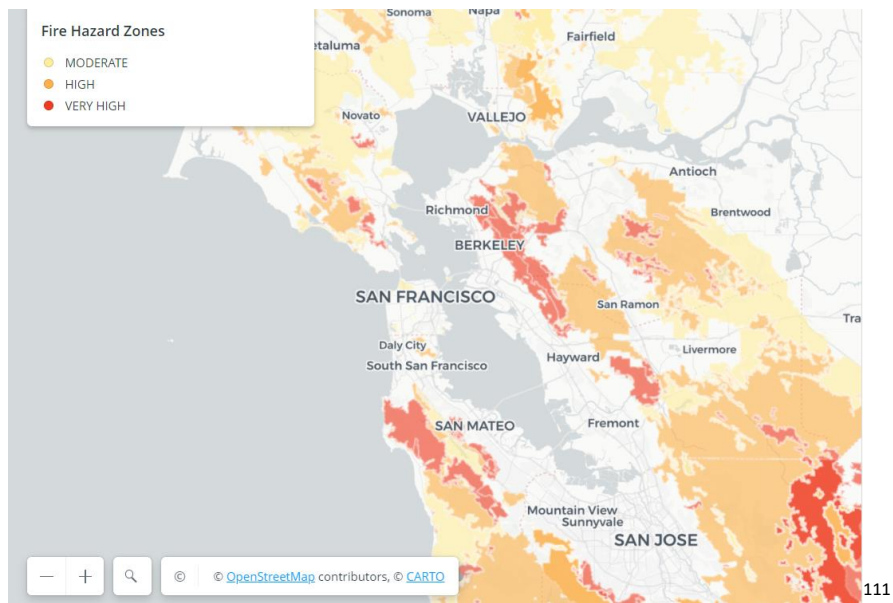 Fire Hazard Zones
MODERATE
HIGH
VERY HIGH
Sonoma
Napa
etaluma
Fairfield
Novato
VALLEJO
Antioch
Richmond
Brentwood
BERKELEY
SAN FRANCISCO
San Ramon
Tra
Daly City
Hayward
Livermore
South San Francisco
SAN MATEO
Fremont
Mountain View
Sunnyvale
SAN JOSE
© © OpenStreetMap contributors, © CARTO
111